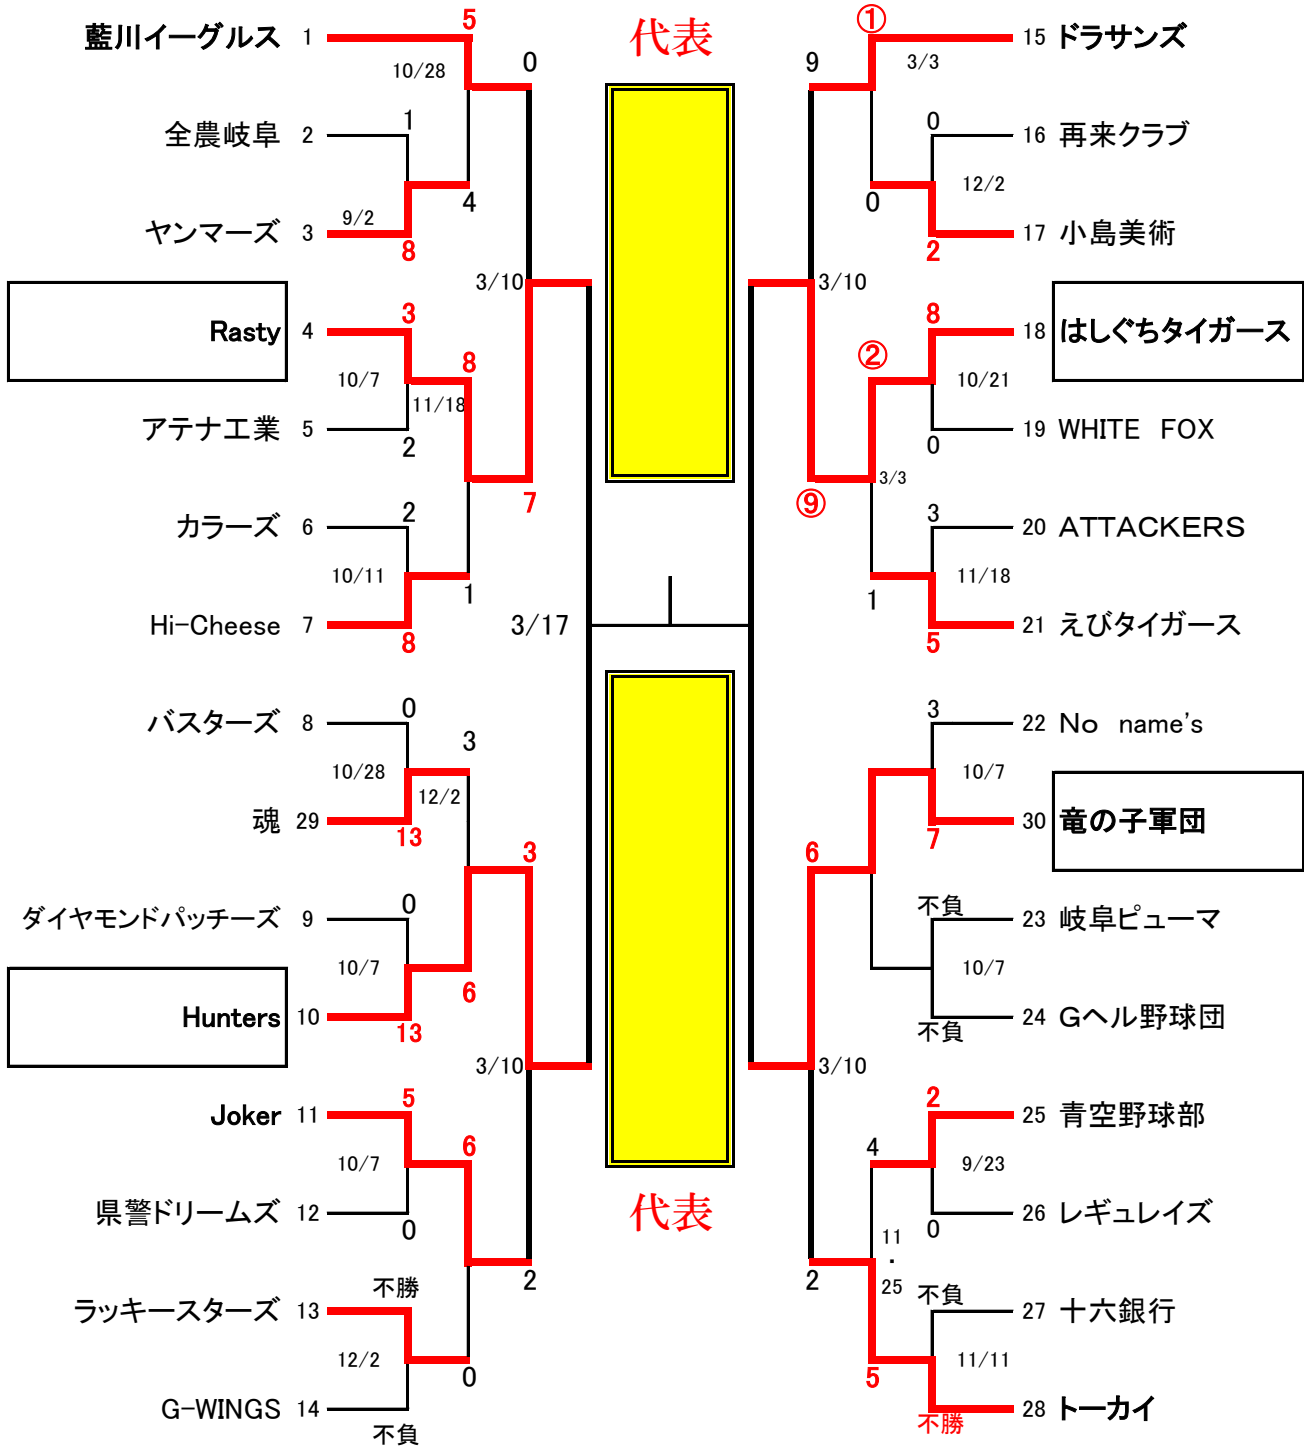 代表
藍川イーグルス 1
5
10/28
0
全農岐阜 2
1
ヤンマーズ 3
9/2
8
4
3/10
Rasty 4
3
10/7
8
11/18
アテナ工業 5
2
7
カラーズ 6
2
10/11
1
Hi-Cheese 7
8
3/17
バスターズ 8
0
3
10/28
12/2
魂 29
13
3
ダイヤモンドパッチーズ 9
0
10/7
6
Hunters 10
13
3/10
Joker 11
5
10/7
6
県警ドリームズ 12
0
2
ラッキースターズ 13
不勝
12/2
0
G-WINGS 14
不負
①
15 ドラサンズ
9
3/3
0
16 再来クラブ
12/2
0
17 小島美術
2
3/10
8
18 はしぐちタイガース
②
10/21
19 WHITE FOX
0
3/3
⑨
3
20 ATTACKERS
11/18
1
21 えびタイガース
5
3
22 No name's
10/7
30 竜の子軍団
7
6
不負
23 岐阜ピューマ
10/7
24 Gヘル野球団
不負
3/10
2
25 青空野球部
4
9/23
26 レギュレイズ
0
11
・
25
2
不負
27 十六銀行
11/11
5
28 トーカイ
不勝
代表